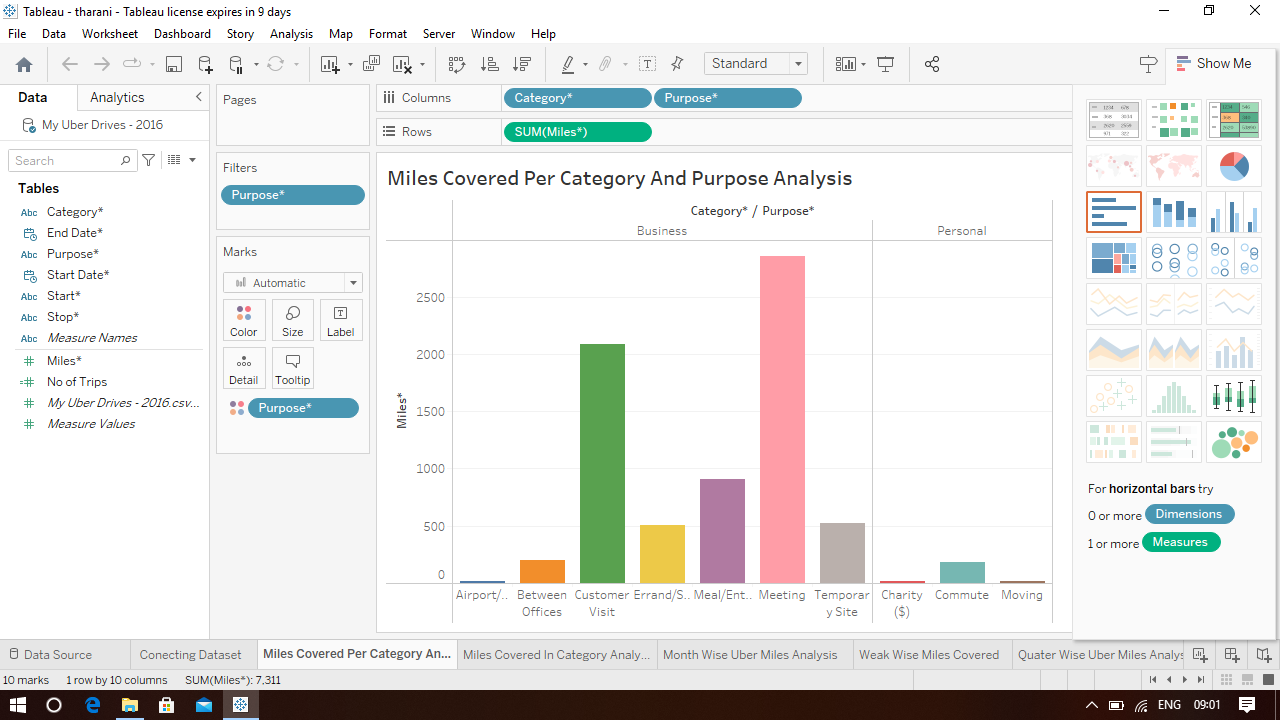 Tableau - tharani - Tableau license expires in 9 days
File Data Worksheet Dashboard Story Analysis Map Format Server Window Help
Standard
Show Me
Data Analytics
My Uber Drives - 2016
Search
Tables
Abc Category*
End Date*
Abc Purpose*
Start Date*
Abc Start*
Abc Stop*
Abc Measure Names
Miles*
No of Trips
My Uber Drives - 2016.csv...
Measure Values
Pages
Filters
Purpose*
Marks
Automatic
Color Size Label
Detail Tooltip
Purpose*
Columns Category* Purpose*
Rows SUM(Miles*)
Miles Covered Per Category And Purpose Analysis
Category* / Purpose*
Business Personal
Miles*
2500
2000
1500
1000
500
0
Airport/.. Between Offices Customer Visit Errand/S.. Meal/Ent.. Meeting Temporary Site Charity ($) Commute Moving
For horizontal bars try
0 or more Dimensions
1 or more Measures
Data Source Conecting Dataset Miles Covered Per Category An... Miles Covered In Category Analy... Month Wise Uber Miles Analysis Weak Wise Miles Covered Quater Wise Uber Miles Analys
10 marks 1 row by 10 columns SUM(Miles*): 7,311
ENG 09:01